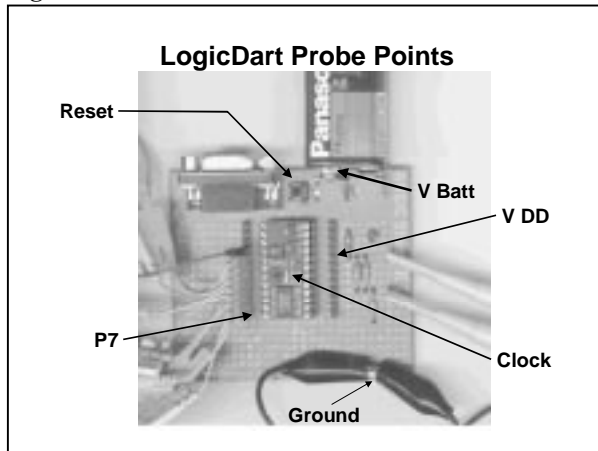 LogicDart Probe Points
Reset
Panaso
V Batt
V DD
P7
Clock
Ground